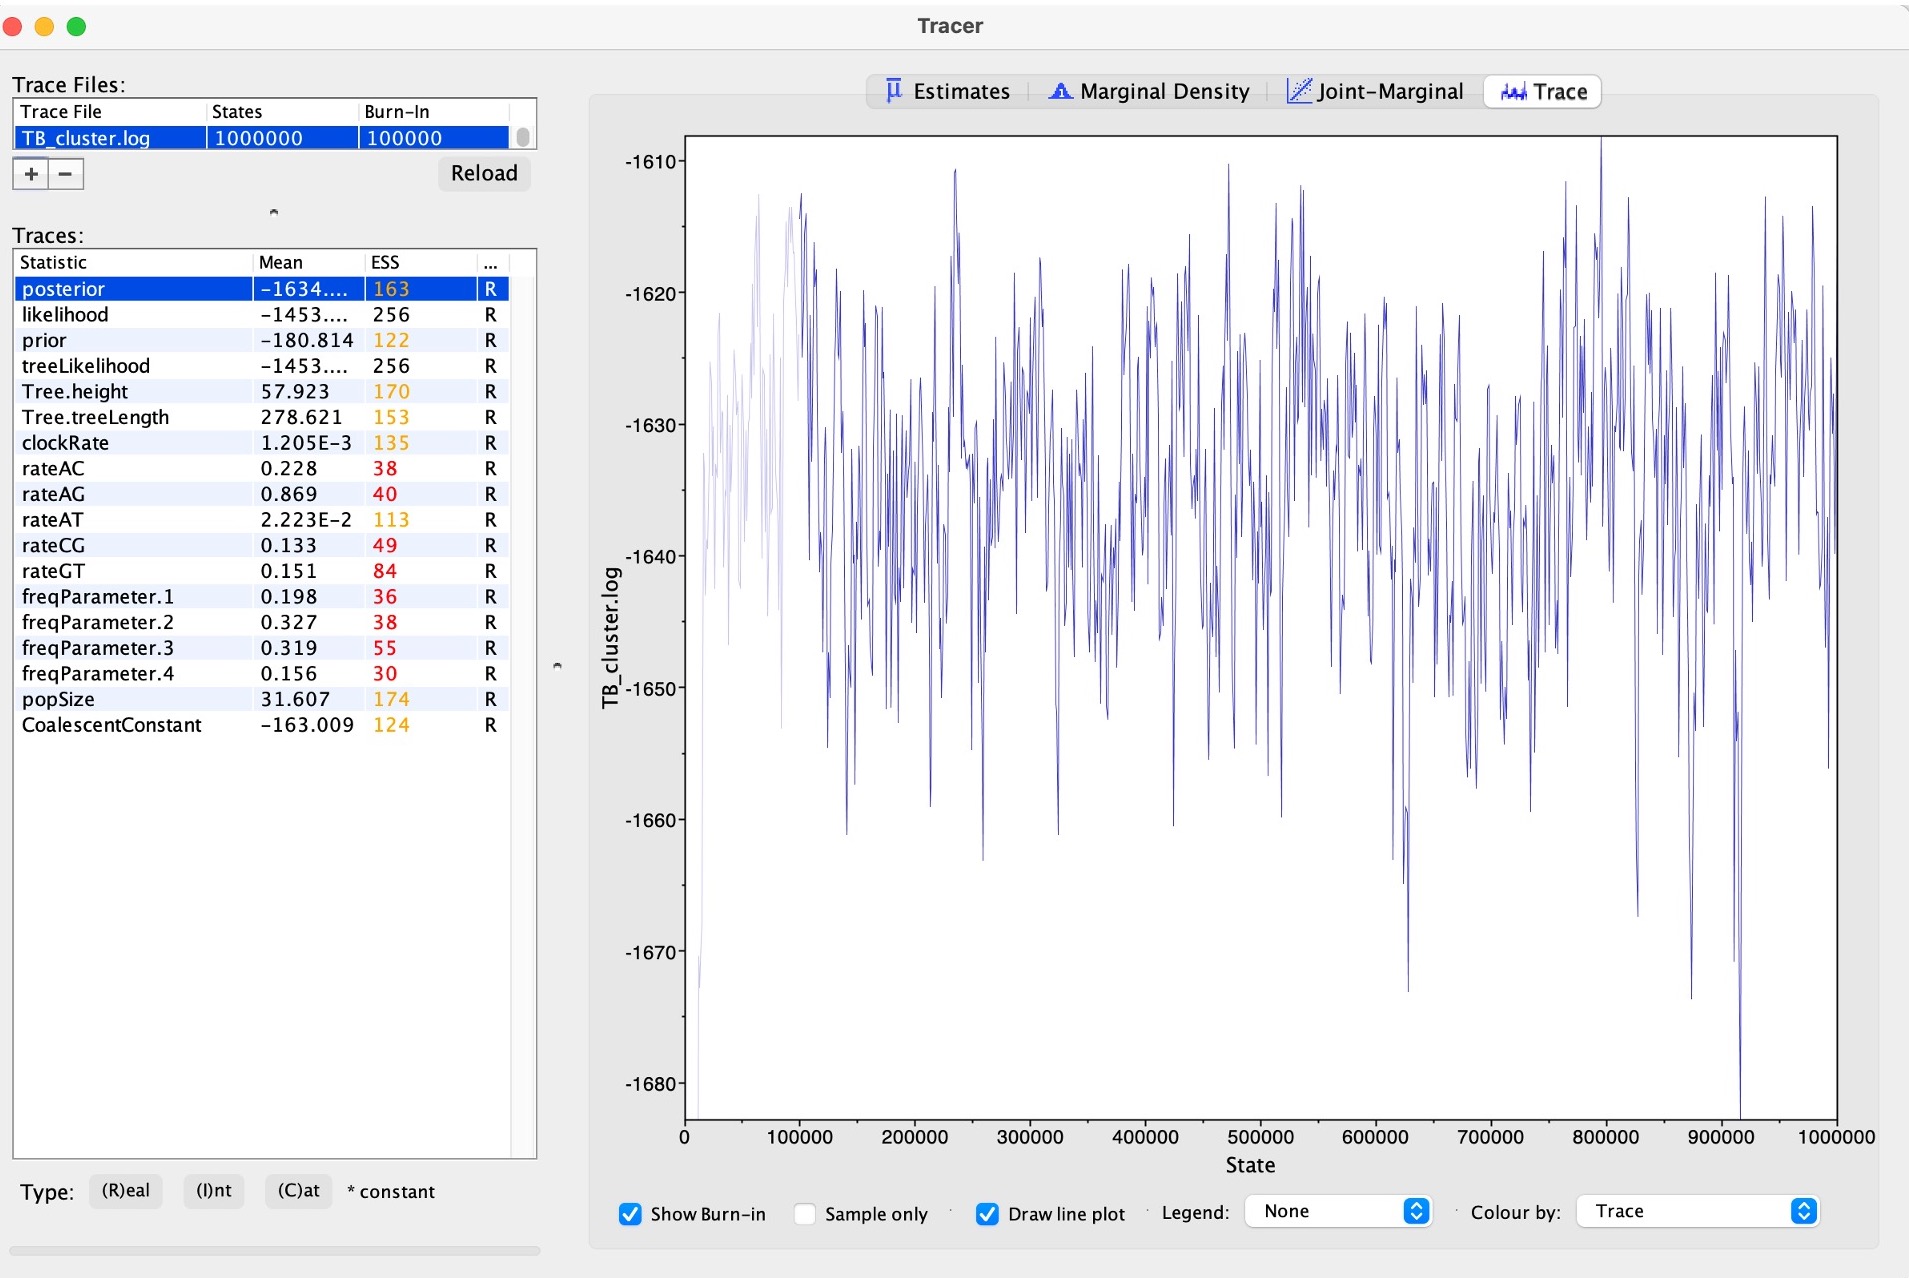 Tracer
Trace Files:
Trace File States Burn-In
TB_cluster.log 1000000 100000
+ −
Reload
Traces:
Statistic Mean ESS ...
posterior −1634.... 163 R
likelihood −1453.... 256 R
prior −180.814 122 R
treeLikelihood −1453.... 256 R
Tree.height 57.923 170 R
Tree.treeLength 278.621 153 R
clockRate 1.205E−3 135 R
rateAC 0.228 38 R
rateAG 0.869 40 R
rateAT 2.223E−2 113 R
rateCG 0.133 49 R
rateGT 0.151 84 R
freqParameter.1 0.198 36 R
freqParameter.2 0.327 38 R
freqParameter.3 0.319 55 R
freqParameter.4 0.156 30 R
popSize 31.607 174 R
CoalescentConstant −163.009 124 R
Type: (R)eal (I)nt (C)at * constant
Estimates Marginal Density Joint-Marginal Trace
-1610
-1620
-1630
-1640
-1650
-1660
-1670
-1680
TB_cluster.log
0 100000 200000 300000 400000 500000 600000 700000 800000 900000 1000000
State
Show Burn-in Sample only Draw line plot Legend: None Colour by: Trace